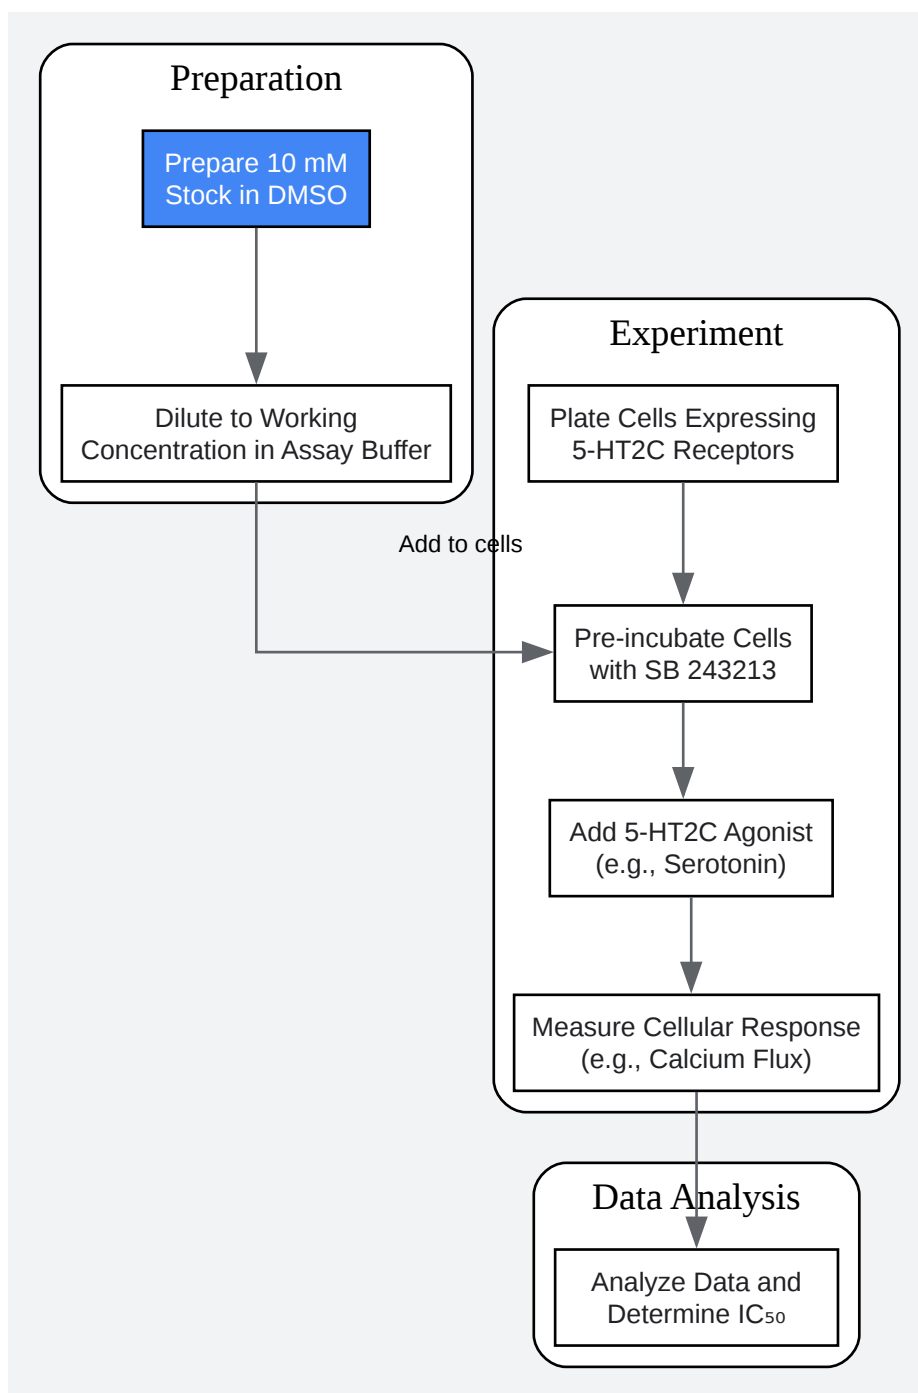 Preparation
Prepare 10 mM
Stock in DMSO
Dilute to Working
Concentration in Assay Buffer
Add to cells
Experiment
Plate Cells Expressing
5-HT2C Receptors
Pre-incubate Cells
with SB 243213
Add 5-HT2C Agonist
(e.g., Serotonin)
Measure Cellular Response
(e.g., Calcium Flux)
Data Analysis
Analyze Data and
Determine IC₅₀